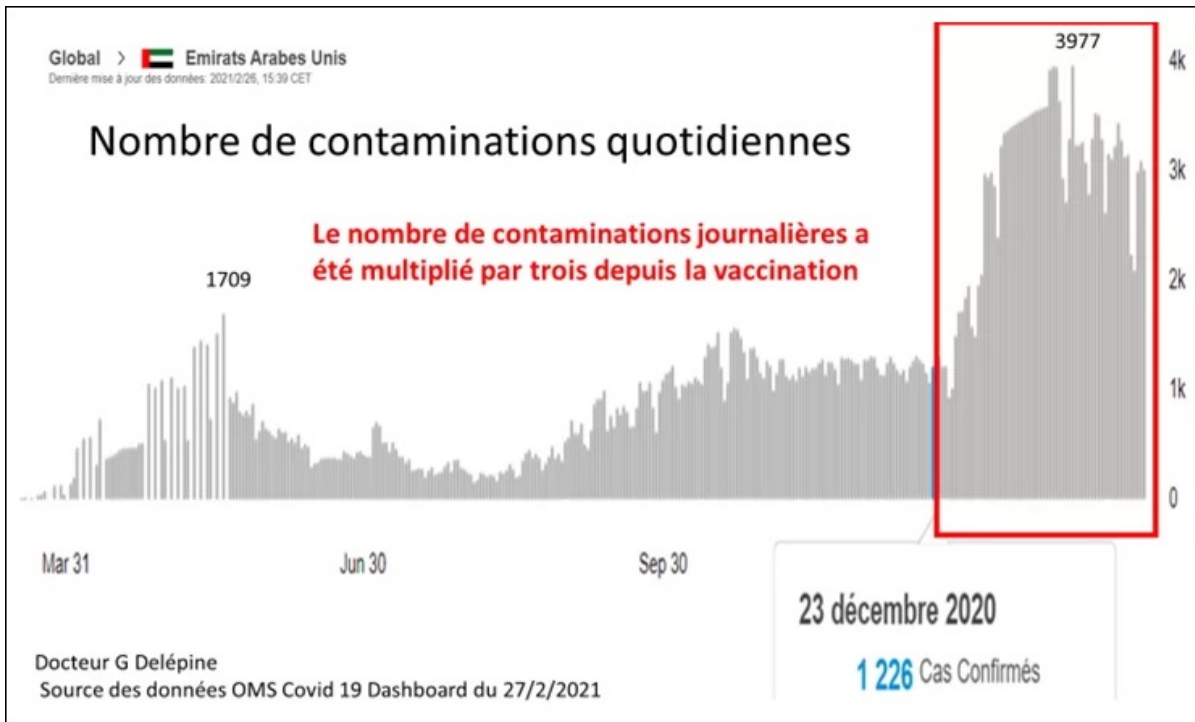 Global > Emirats Arabes Unis
Dernière mise à jour des données: 2021/2/26, 15:39 CET
Nombre de contaminations quotidiennes
Le nombre de contaminations journalières a
été multiplié par trois depuis la vaccination
1709
3977
4k
3k
2k
1k
0
Mar 31
Jun 30
Sep 30
23 décembre 2020
1 226 Cas Confirmés
Docteur G Delépine
Source des données OMS Covid 19 Dashboard du 27/2/2021